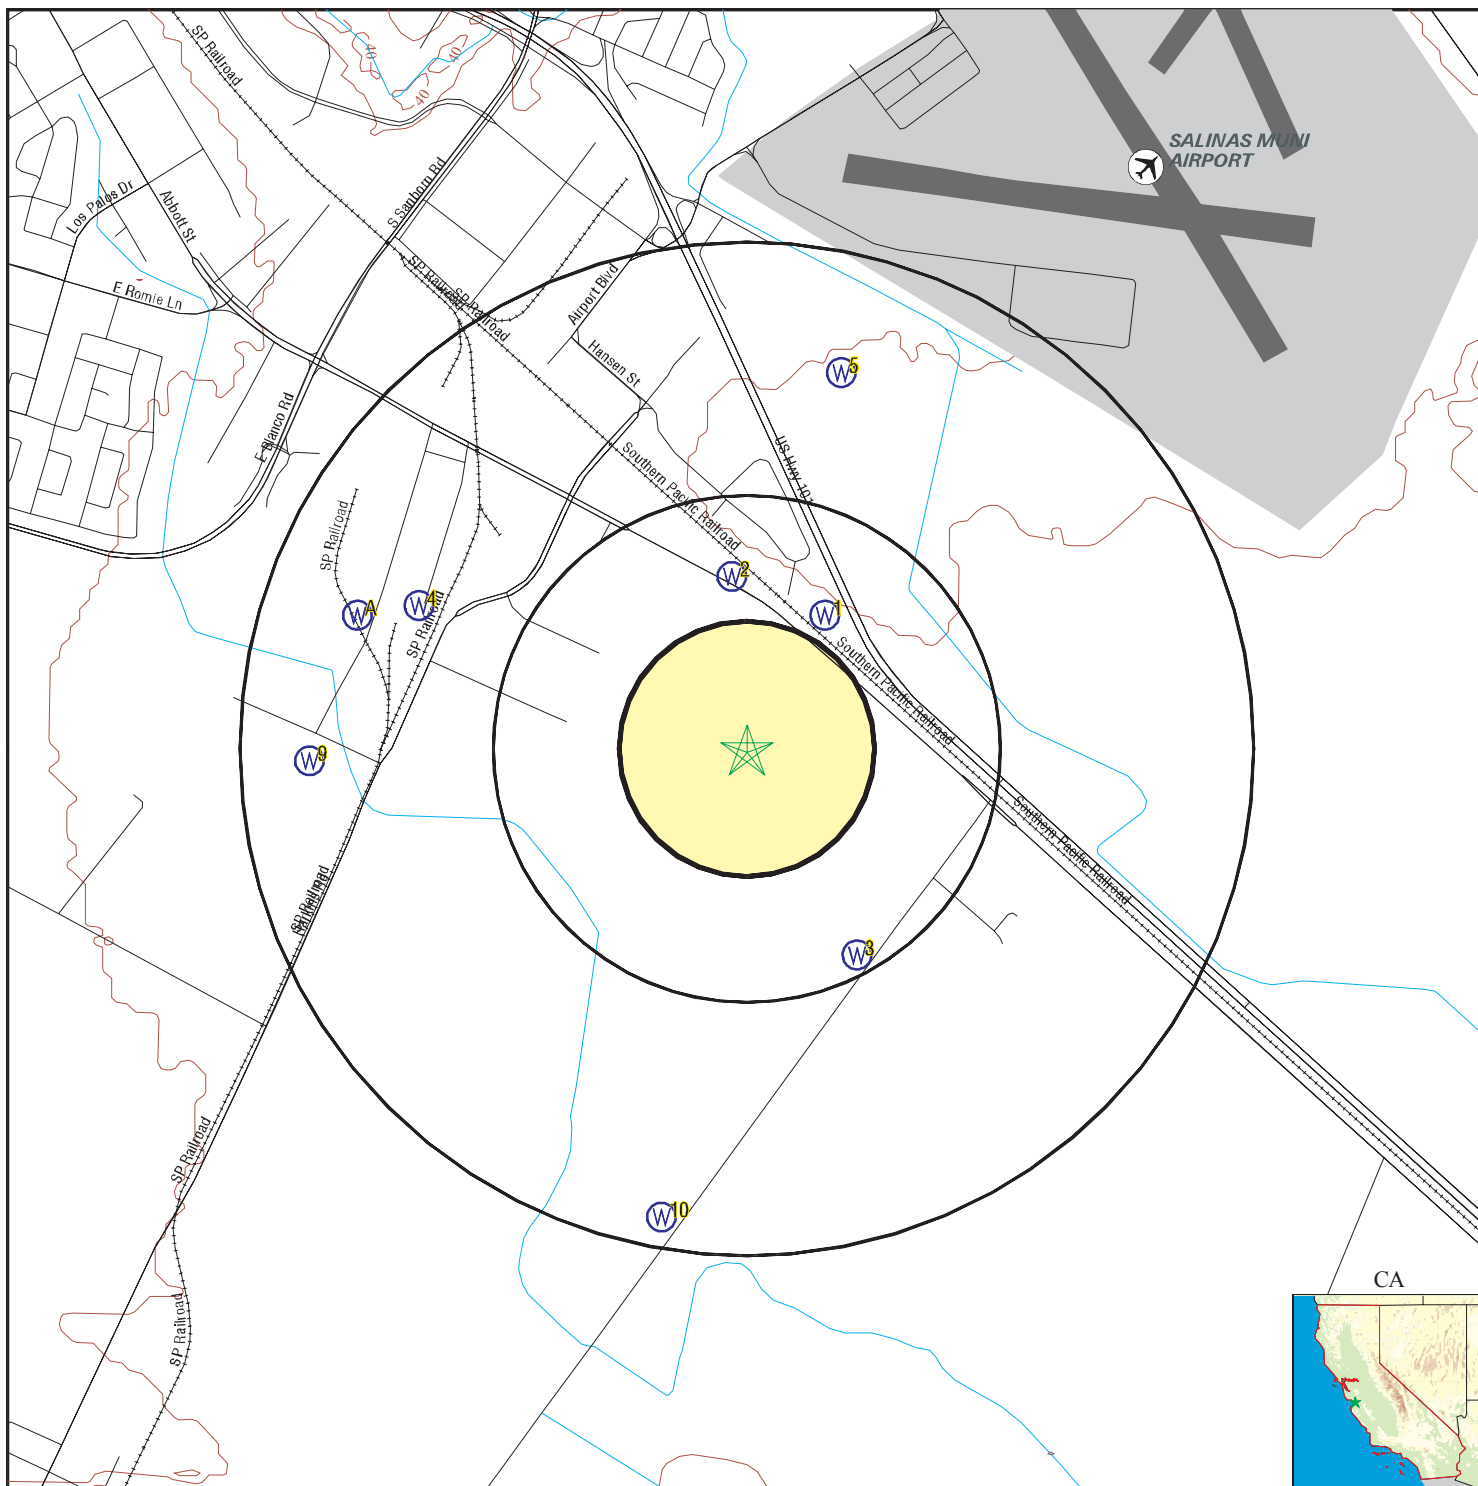 SP Railroad
40
40
40
SALINAS MUNI
AIRPORT
Los Palos Dr
Abbott St
S Sanborn Rd
E Romie Ln
SP Railroad
SP Railroad
Airport Blvd
Hansen St
W 5
E Blanco Rd
US Hwy 101
Southern Pacific Railroad
SP Railroad
W 2
W A
W 4
W 1
SP Railroad
Southern Pacific Railroad
W 9
Southern Pacific Railroad
SP Railroad
W 3
SP Railroad
W 10
CA
SP Railroad